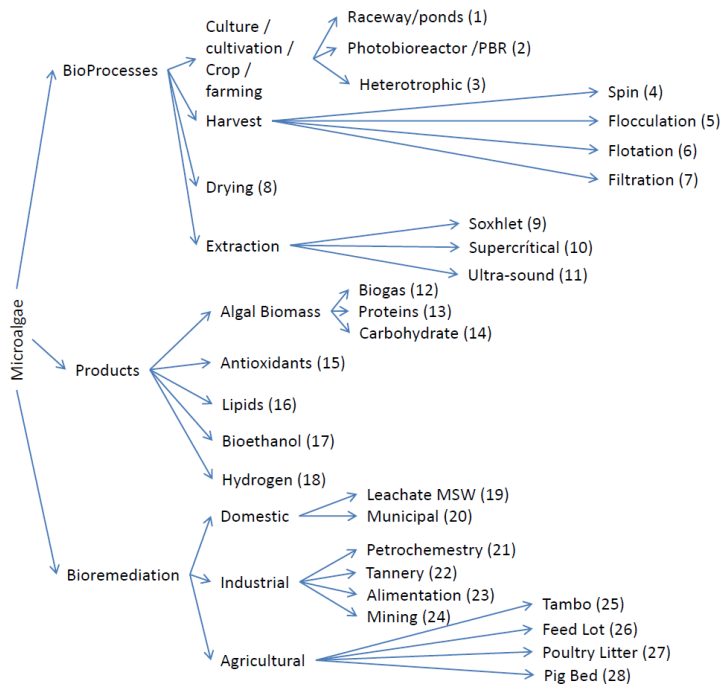 Microalgae
BioProcesses
Culture /
cultivation /
Crop /
farming
Raceway/ponds (1)
Photobioreactor /PBR (2)
Heterotrophic (3)
Harvest
Spin (4)
Flocculation (5)
Flotation (6)
Filtration (7)
Drying (8)
Extraction
Soxhlet (9)
Supercrítical (10)
Ultra-sound (11)
Products
Algal Biomass
Biogas (12)
Proteins (13)
Carbohydrate (14)
Antioxidants (15)
Lipids (16)
Bioethanol (17)
Hydrogen (18)
Bioremediation
Domestic
Leachate MSW (19)
Municipal (20)
Industrial
Petrochemestry (21)
Tannery (22)
Alimentation (23)
Mining (24)
Agricultural
Tambo (25)
Feed Lot (26)
Poultry Litter (27)
Pig Bed (28)